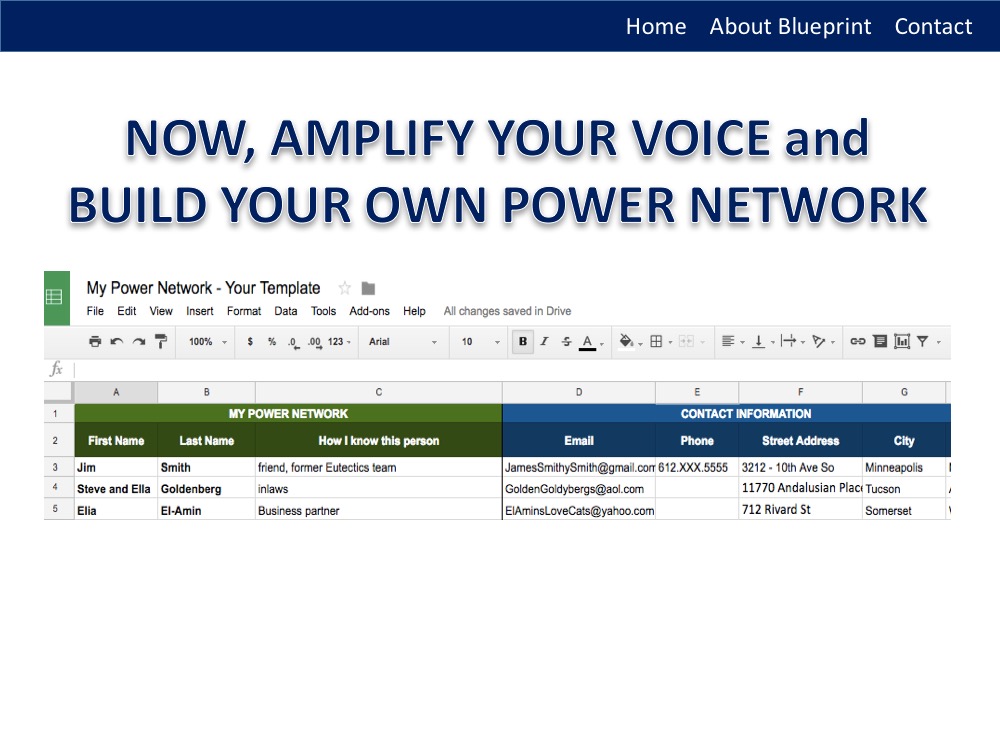 Home About Blueprint Contact
NOW, AMPLIFY YOUR VOICE and
BUILD YOUR OWN POWER NETWORK
My Power Network - Your Template
File Edit View Insert Format Data Tools Add-ons Help All changes saved in Drive
100% $ % .0 .00 123 Arial 10 B I S A
fx
A B C D E F G
1 MY POWER NETWORK CONTACT INFORMATION
2 First Name Last Name How I know this person Email Phone Street Address City
3 Jim Smith friend, former Eutectics team JamesSmithySmith@gmail.com 612.XXX.5555 3212 - 10th Ave So Minneapolis
4 Steve and Ella Goldenberg inlaws GoldenGoldybergs@aol.com 11770 Andalusian Place Tucson
5 Elia El-Amin Business partner ElAminsLoveCats@yahoo.com 712 Rivard St Somerset